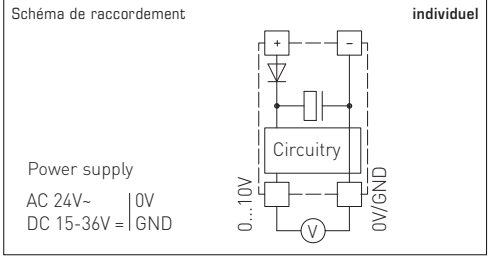 Schéma de raccordement individuel
+ −
Circuitry
Power supply
AC 24V~ | 0V
DC 15-36V = | GND
0...10V
0V/GND
V